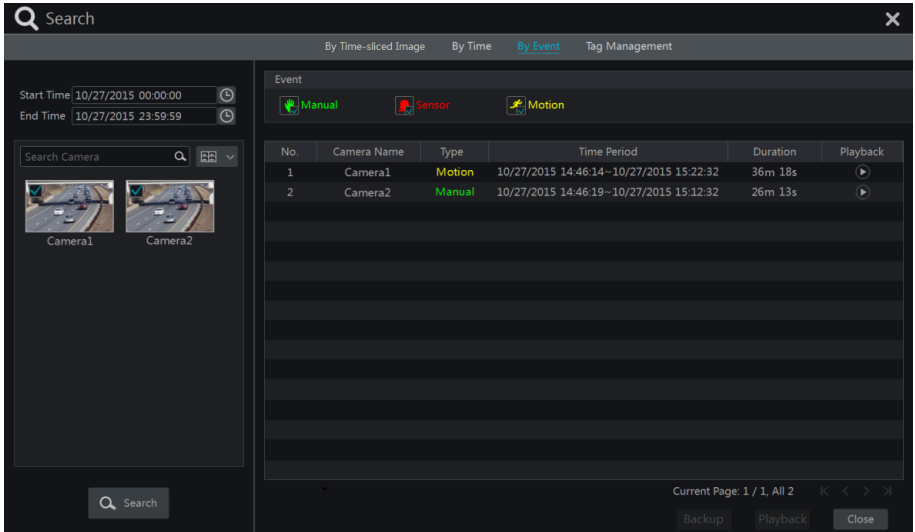 Search
By Time-sliced Image By Time By Event Tag Management
Start Time 10/27/2015 00:00:00
End Time 10/27/2015 23:59:59
Search Camera
Camera1 Camera2
Search
Event
Manual Sensor Motion
No. Camera Name Type Time Period Duration Playback
1 Camera1 Motion 10/27/2015 14:46:14~10/27/2015 15:22:32 36m 18s
2 Camera2 Manual 10/27/2015 14:46:19~10/27/2015 15:12:32 26m 13s
Current Page: 1 / 1, All 2
Backup Playback Close